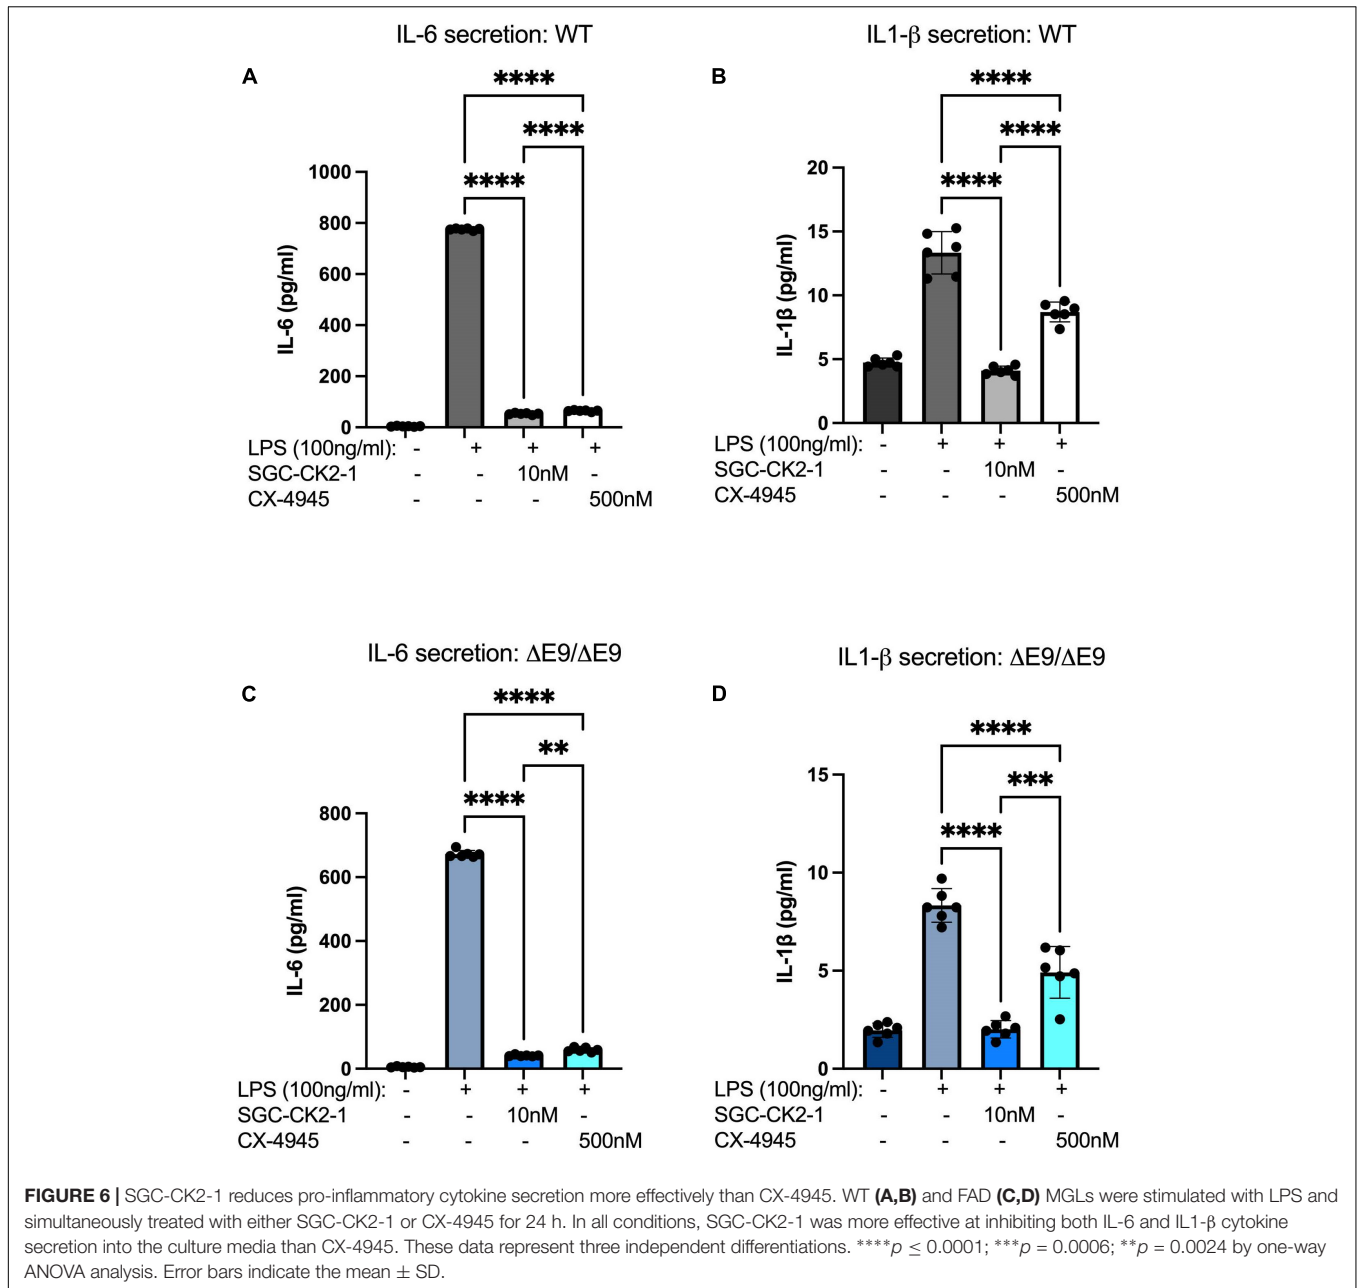 IL-6 secretion: WT
A
****
****
****
1000
800
600
400
200
0
IL-6 (pg/ml)
LPS (100ng/ml): - + + +
SGC-CK2-1 - - 10nM -
CX-4945 - - - 500nM
IL1-β secretion: WT
B
****
****
****
20
15
10
5
0
IL-1β (pg/ml)
LPS (100ng/ml): - + + +
SGC-CK2-1 - - 10nM -
CX-4945 - - - 500nM
IL-6 secretion: ΔE9/ΔE9
C
****
**
****
800
600
400
200
0
IL-6 (pg/ml)
LPS (100ng/ml): - + + +
SGC-CK2-1 - - 10nM -
CX-4945 - - - 500nM
IL1-β secretion: ΔE9/ΔE9
D
****
***
****
15
10
5
0
IL-1β (pg/ml)
LPS (100ng/ml): - + + +
SGC-CK2-1 - - 10nM -
CX-4945 - - - 500nM
FIGURE 6 | SGC-CK2-1 reduces pro-inflammatory cytokine secretion more effectively than CX-4945. WT (A,B) and FAD (C,D) MGLs were stimulated with LPS and
simultaneously treated with either SGC-CK2-1 or CX-4945 for 24 h. In all conditions, SGC-CK2-1 was more effective at inhibiting both IL-6 and IL1-β cytokine
secretion into the culture media than CX-4945. These data represent three independent differentiations. ****p ≤ 0.0001; ***p = 0.0006; **p = 0.0024 by one-way
ANOVA analysis. Error bars indicate the mean ± SD.